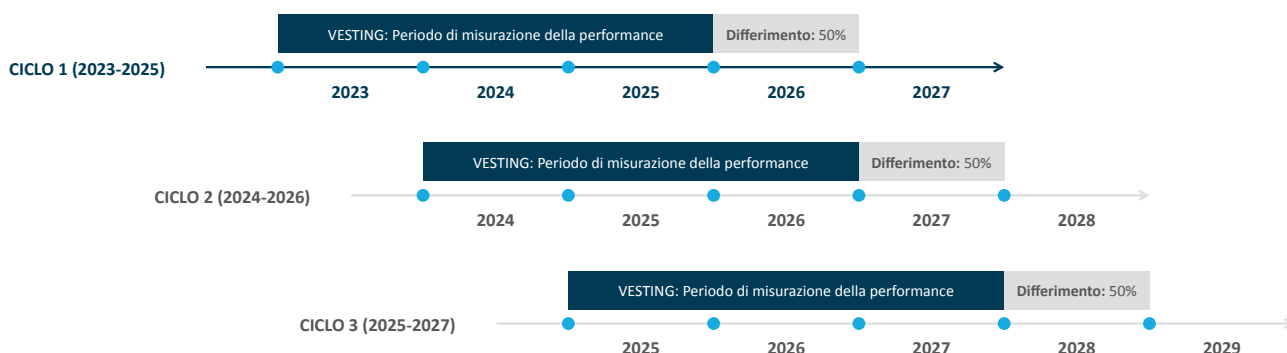 VESTING: Periodo di misurazione della performance Differimento: 50%
CICLO 1 (2023-2025)
2023 2024 2025 2026 2027
VESTING: Periodo di misurazione della performance Differimento: 50%
CICLO 2 (2024-2026)
2024 2025 2026 2027 2028
VESTING: Periodo di misurazione della performance Differimento: 50%
CICLO 3 (2025-2027)
2025 2026 2027 2028 2029